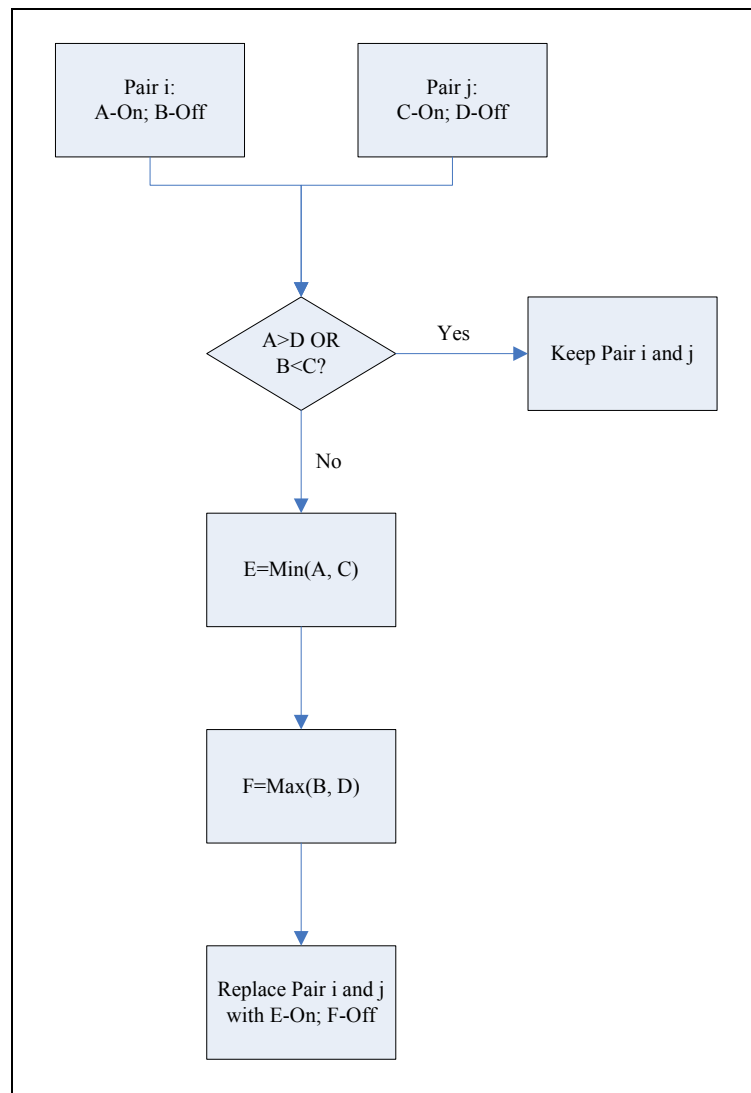 Pair i:
A-On; B-Off
Pair j:
C-On; D-Off
A>D OR
B<C?
Yes
Keep Pair i and j
No
E=Min(A, C)
F=Max(B, D)
Replace Pair i and j
with E-On; F-Off